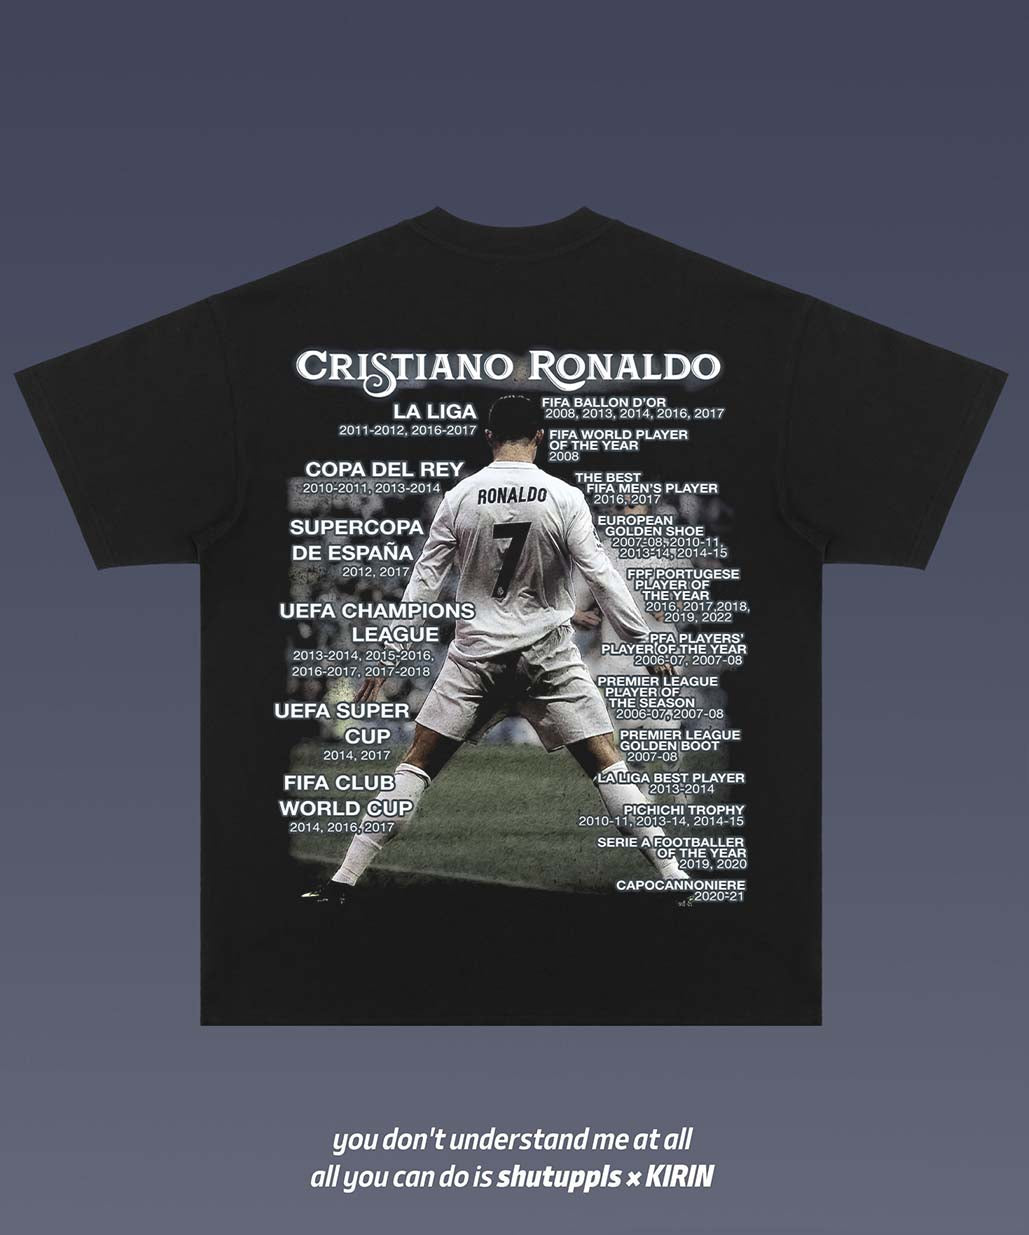 CRISTIANO RONALDO
LA LIGA
2011-2012, 2016-2017
COPA DEL REY
2010-2011, 2013-2014
SUPERCOPA
DE ESPAÑA
2012, 2017
UEFA CHAMPIONS
LEAGUE
2013-2014, 2015-2016,
2016-2017, 2017-2018
UEFA SUPER
CUP
2014, 2017
FIFA CLUB
WORLD CUP
2014, 2016, 2017
RONALDO
7
FIFA BALLON D'OR
2008, 2013, 2014, 2016, 2017
FIFA WORLD PLAYER
OF THE YEAR
2008
THE BEST
FIFA MEN'S PLAYER
2016, 2017
EUROPEAN
GOLDEN SHOE
2007-08, 2010-11,
2013-14, 2014-15
FPF PORTUGESE
PLAYER OF
THE YEAR
2016, 2017,2018,
2019, 2022
PFA PLAYERS'
PLAYER OF THE YEAR
2006-07, 2007-08
PREMIER LEAGUE
PLAYER OF
THE SEASON
2006-07, 2007-08
PREMIER LEAGUE
GOLDEN BOOT
2007-08
LA LIGA BEST PLAYER
2013-2014
PICHICHI TROPHY
2010-11, 2013-14, 2014-15
SERIE A FOOTBALLER
OF THE YEAR
2019, 2020
CAPOCANNONIERE
2020-21
you don't understand me at all
all you can do is shutuppls × KIRIN